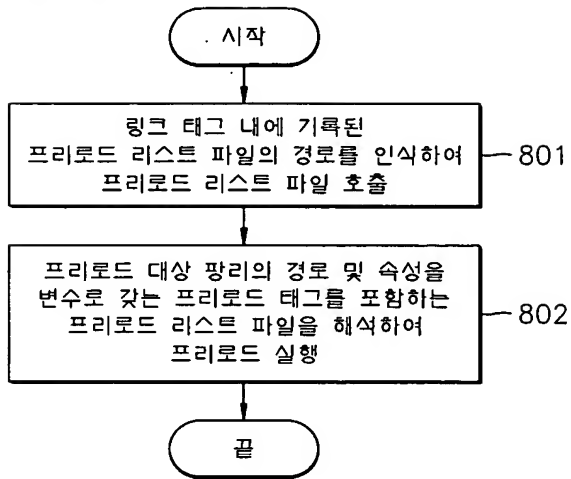 시작
링크 태그 내에 기록된
프리로드 리스트 파일의 경로를 인식하여
프리로드 리스트 파일 호출
801
프리로드 대상 팡리의 경로 및 속성을
변수로 갖는 프리로드 태그를 포함하는
프리로드 리스트 파일을 해석하여
프리로드 실행
802
끝